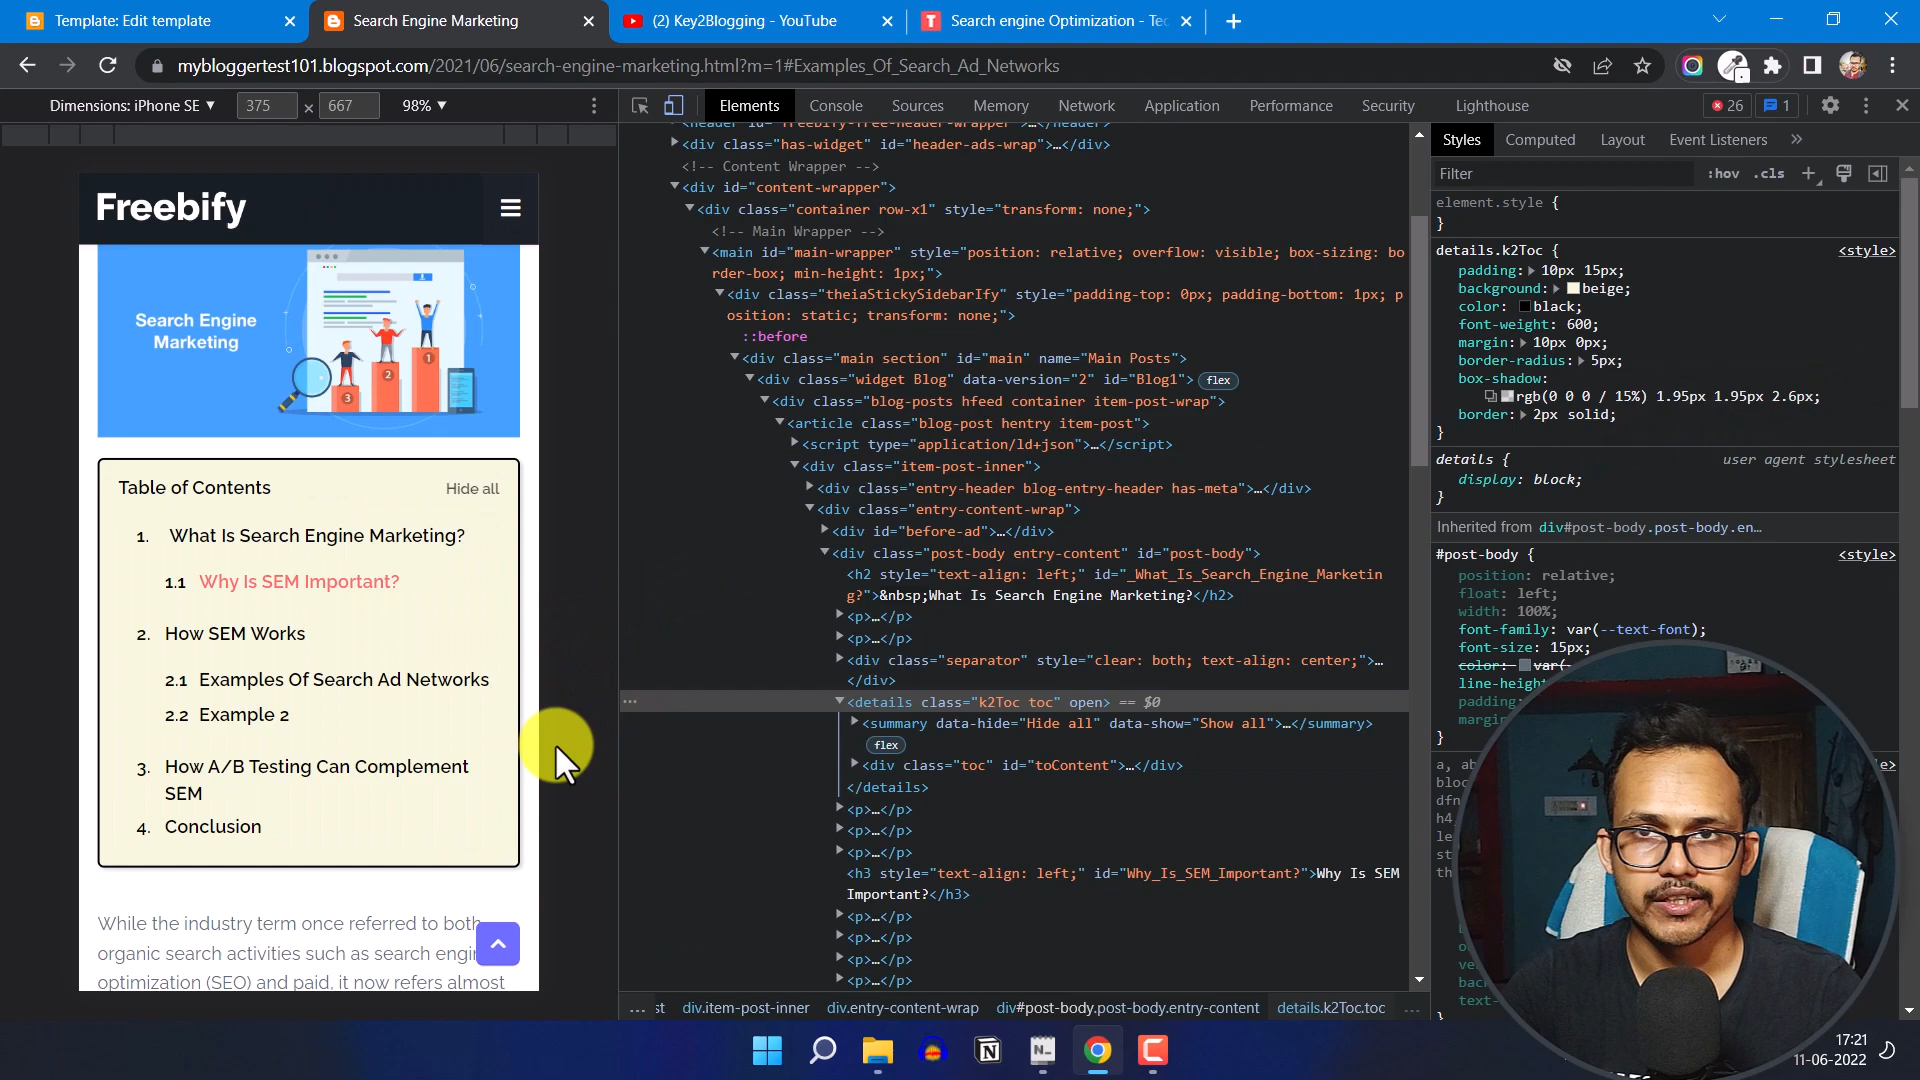 Template: Edit template
Search Engine Marketing
(2) Key2Blogging - YouTube
Search engine Optimization - Tec
mybloggertest101.blogspot.com/2021/06/search-engine-marketing.html?m=1#Examples_Of_Search_Ad_Networks
Dimensions: iPhone SE 375 × 667 98%
Elements Console Sources Memory Network Application Performance Security Lighthouse 26 1
Freebify
Search Engine
Marketing
1
2
3
Table of Contents Hide all
1. What Is Search Engine Marketing?
1.1 Why Is SEM Important?
2. How SEM Works
2.1 Examples Of Search Ad Networks
2.2 Example 2
3. How A/B Testing Can Complement
SEM
4. Conclusion
While the industry term once referred to both
organic search activities such as search engi
optimization (SEO) and paid, it now refers almost
<header id="freebify-free-header-wrapper">…</header>
<div class="has-widget" id="header-ads-wrap">…</div>
<!-- Content Wrapper -->
<div id="content-wrapper">
<div class="container row-x1" style="transform: none;">
<!-- Main Wrapper -->
<main id="main-wrapper" style="position: relative; overflow: visible; box-sizing: bo
rder-box; min-height: 1px;">
<div class="theiaStickySidebarIfy" style="padding-top: 0px; padding-bottom: 1px; p
osition: static; transform: none;">
::before
<div class="main section" id="main" name="Main Posts">
<div class="widget Blog" data-version="2" id="Blog1"> flex
<div class="blog-posts hfeed container item-post-wrap">
<article class="blog-post hentry item-post">
<script type="application/ld+json">…</script>
<div class="item-post-inner">
<div class="entry-header blog-entry-header has-meta">…</div>
<div class="entry-content-wrap">
<div id="before-ad">…</div>
<div class="post-body entry-content" id="post-body">
<h2 style="text-align: left;" id="_What_Is_Search_Engine_Marketin
g?">&nbsp;What Is Search Engine Marketing?</h2>
<p>…</p>
<p>…</p>
<div class="separator" style="clear: both; text-align: center;">…
</div>
<details class="k2Toc toc" open> == $0
<summary data-hide="Hide all" data-show="Show all">…</summary>
flex
<div class="toc" id="toContent">…</div>
</details>
<p>…</p>
<p>…</p>
<p>…</p>
<h3 style="text-align: left;" id="Why_Is_SEM_Important?">Why Is SEM
Important?</h3>
<p>…</p>
<p>…</p>
<p>…</p>
<p>…</p>
… st div.item-post-inner div.entry-content-wrap div#post-body.post-body.entry-content details.k2Toc.toc …
Styles Computed Layout Event Listeners »
Filter :hov .cls +
element.style {
}
details.k2Toc { <style>
padding: 10px 15px;
background: beige;
color: black;
font-weight: 600;
margin: 10px 0px;
border-radius: 5px;
box-shadow:
rgb(0 0 0 / 15%) 1.95px 1.95px 2.6px;
border: 2px solid;
}
details { user agent stylesheet
display: block;
}
Inherited from div#post-body.post-body.en…
#post-body { <style>
position: relative;
float: left;
width: 100%;
font-family: var(--text-font);
font-size: 15px;
color: var(-
line-height
padding
marg
}
a, ab
17:21
11-06-2022